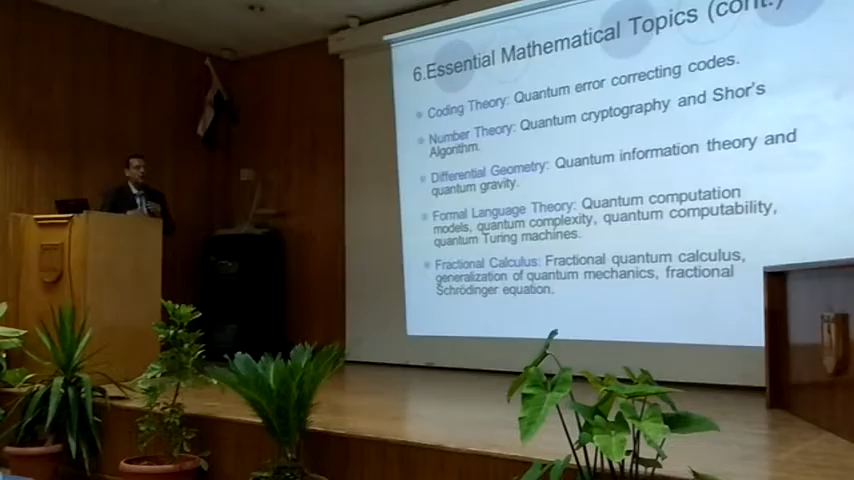 6.Essential Mathematical Topics (cont.)
Coding Theory: Quantum error correcting codes.
Number Theory: Quantum cryptography and Shor's
Algorithm.
Differential Geometry: Quantum information theory and
quantum gravity.
Formal Language Theory: Quantum computation
models, quantum complexity, quantum computability,
quantum Turing machines.
Fractional Calculus: Fractional quantum calculus,
generalization of quantum mechanics, fractional
Schrödinger equation.